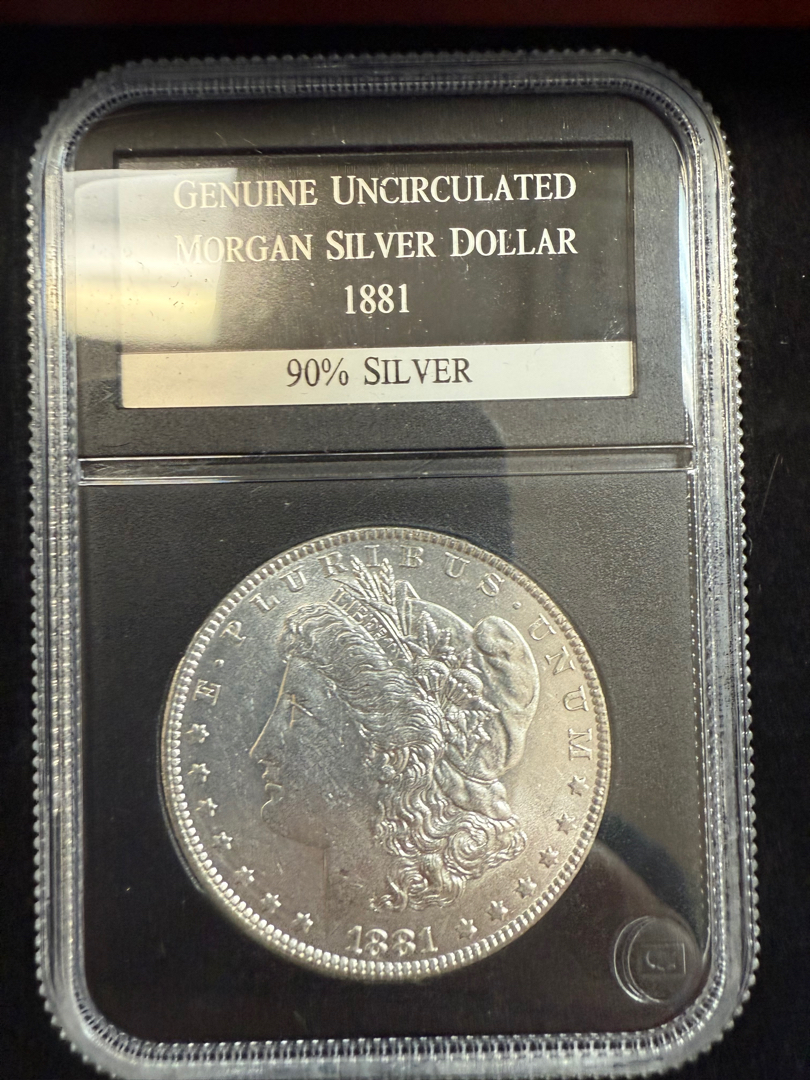 GENUINE UNCIRCULATED
MORGAN SILVER DOLLAR
1881
90% SILVER
E · PLURIBUS · UNUM
LIBERTY
1881